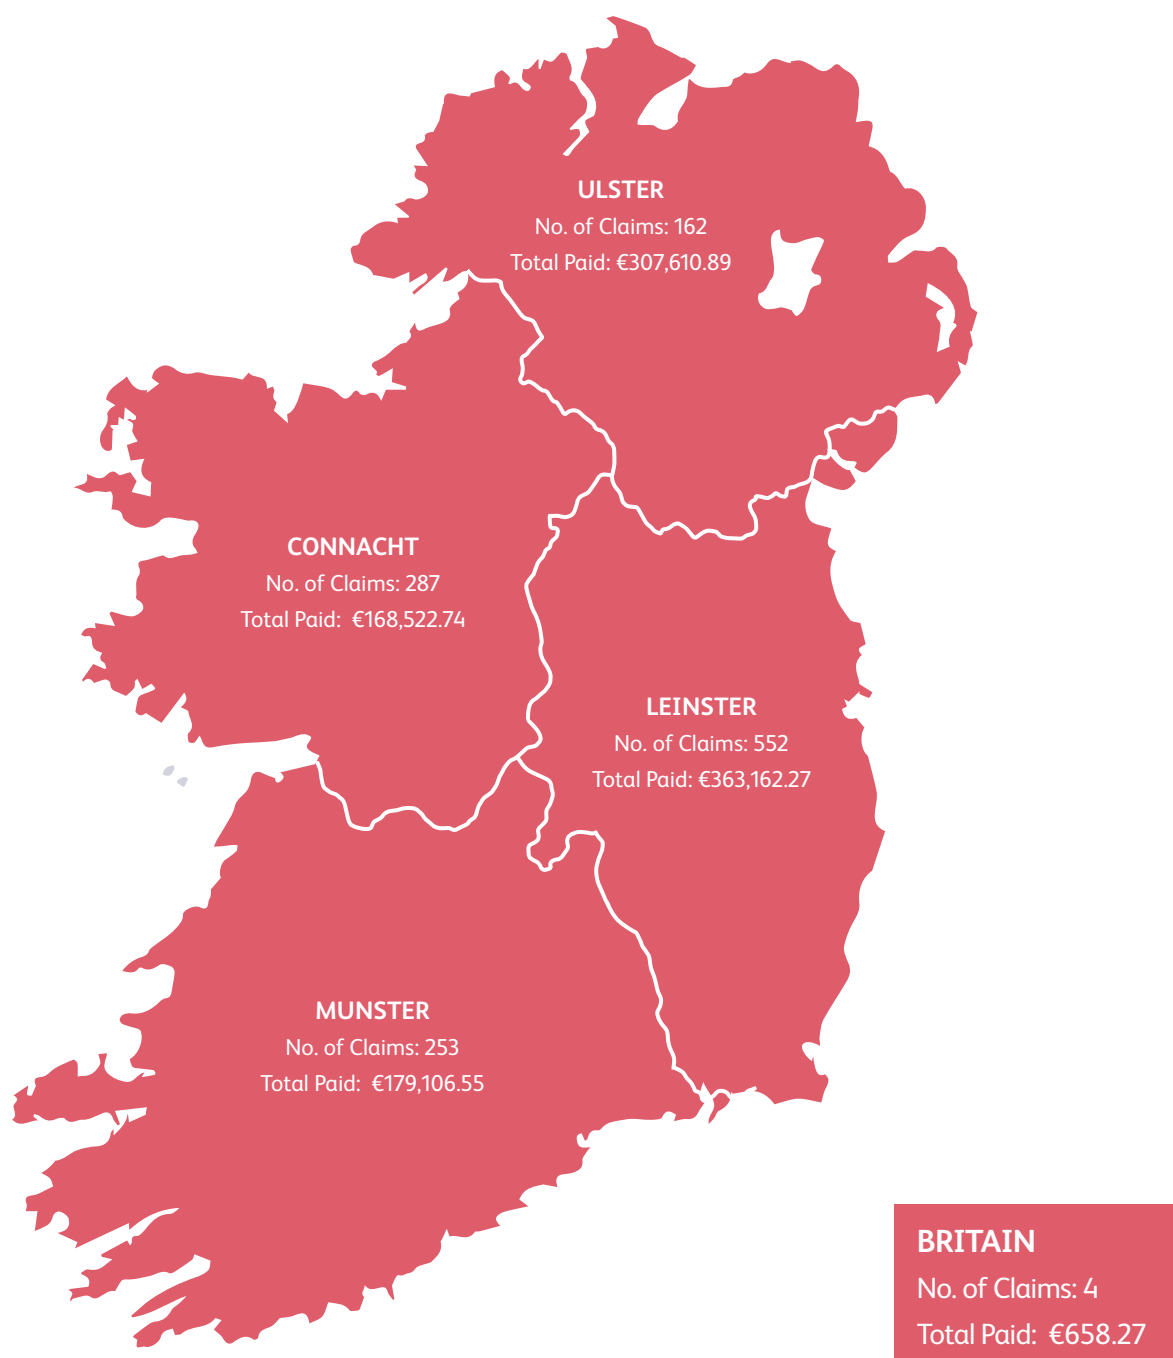 ULSTER
No. of Claims: 162
Total Paid: €307,610.89
CONNACHT
No. of Claims: 287
Total Paid: €168,522.74
LEINSTER
No. of Claims: 552
Total Paid: €363,162.27
MUNSTER
No. of Claims: 253
Total Paid: €179,106.55
BRITAIN
No. of Claims: 4
Total Paid: €658.27